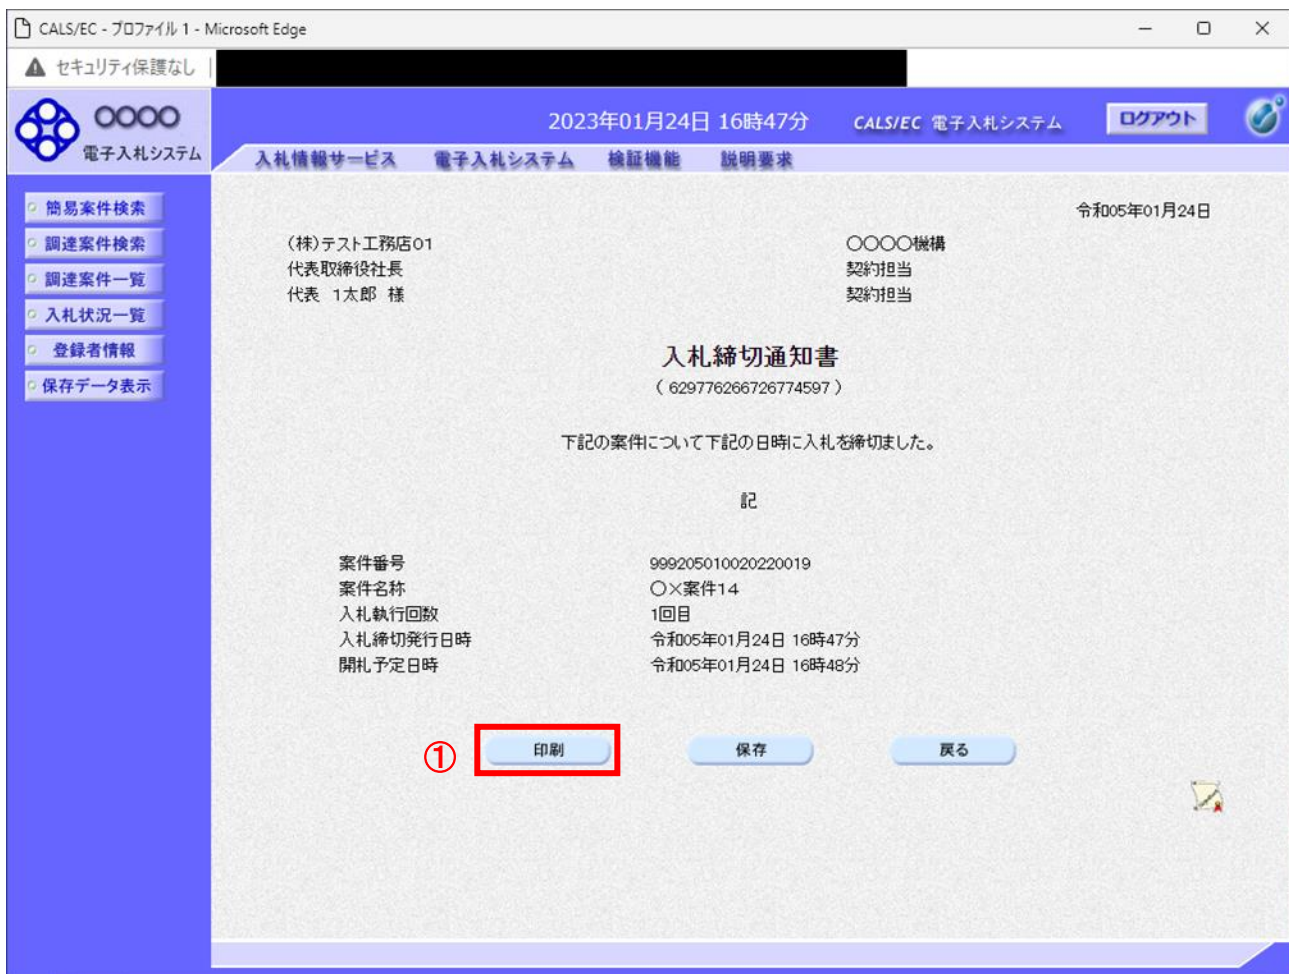 CALS/EC - プロファイル 1 - Microsoft Edge
セキュリティ保護なし
〇〇〇〇
電子入札システム
2023年01月24日 16時47分
CALS/EC 電子入札システム
ログアウト
入札情報サービス 電子入札システム 検証機能 説明要求
簡易案件検索
調達案件検索
調達案件一覧
入札状況一覧
登録者情報
保存データ表示
令和05年01月24日
(株)テスト工務店01
代表取締役社長
代表 1太郎 様
〇〇〇〇機構
契約担当
契約担当
入札締切通知書
(629776266726774597)
下記の案件について下記の日時に入札を締切ました。
記
案件番号 999205010020220019
案件名称 〇×案件14
入札執行回数 1回目
入札締切発行日時 令和05年01月24日 16時47分
開札予定日時 令和05年01月24日 16時48分
① 印刷 保存 戻る